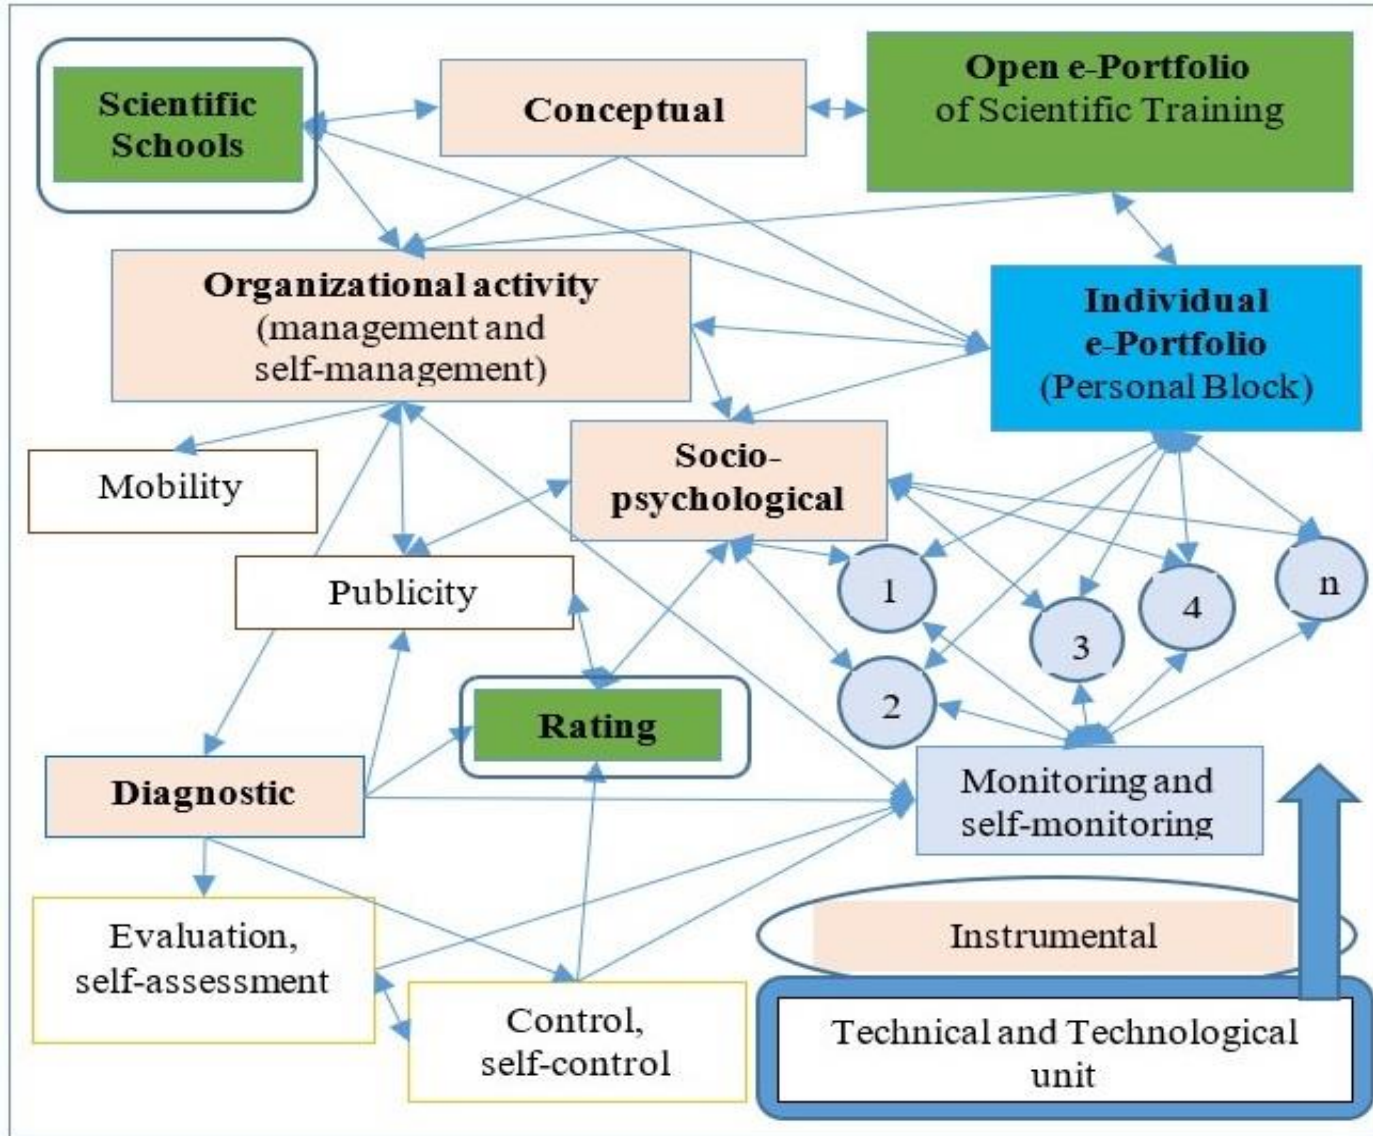 Scientific
Schools
Conceptual
Open e-Portfolio
of Scientific Training
Organizational activity
(management and
self-management)
Individual
e-Portfolio
(Personal Block)
Mobility
Socio-
psychological
Publicity
1
2
3
4
n
Rating
Diagnostic
Monitoring and
self-monitoring
Evaluation,
self-assessment
Control,
self-control
Instrumental
Technical and Technological
unit